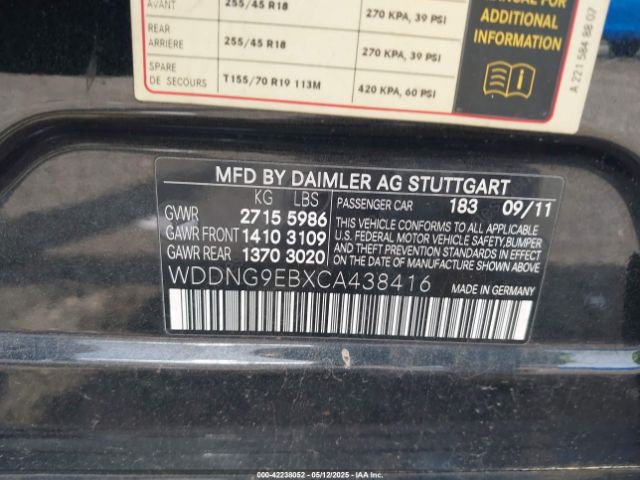 AVANT 255/45 R18 270 KPA, 39 PSI
REAR
ARRIÈRE 255/45 R18 270 KPA, 39 PSI
SPARE
DE SECOURS T155/70 R19 113M 420 KPA, 60 PSI
MANUAL FOR
ADDITIONAL
INFORMATION
A 221 584 88 07
MFD BY DAIMLER AG STUTTGART
KG LBS
GVWR 2715 5986
GAWR FRONT 1410 3109
GAWR REAR 1370 3020
PASSENGER CAR 183 09/11
THIS VEHICLE CONFORMS TO ALL APPLICABLE
U.S. FEDERAL MOTOR VEHICLE SAFETY, BUMPER
AND THEFT PREVENTION STANDARDS IN EFFECT
ON THE DATE OF MANUFACTURE SHOWN ABOVE.
WDDNG9EBXCA438416
MADE IN GERMANY
000-42238052 - 05/12/2025 - IAAI.COM